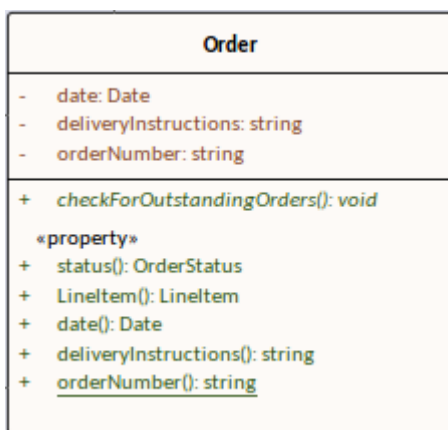 Order
- date: Date
- deliveryInstructions: string
- orderNumber: string
+ checkForOutstandingOrders(): void
«property»
+ status(): OrderStatus
+ LineItem(): LineItem
+ date(): Date
+ deliveryInstructions(): string
+ orderNumber(): string